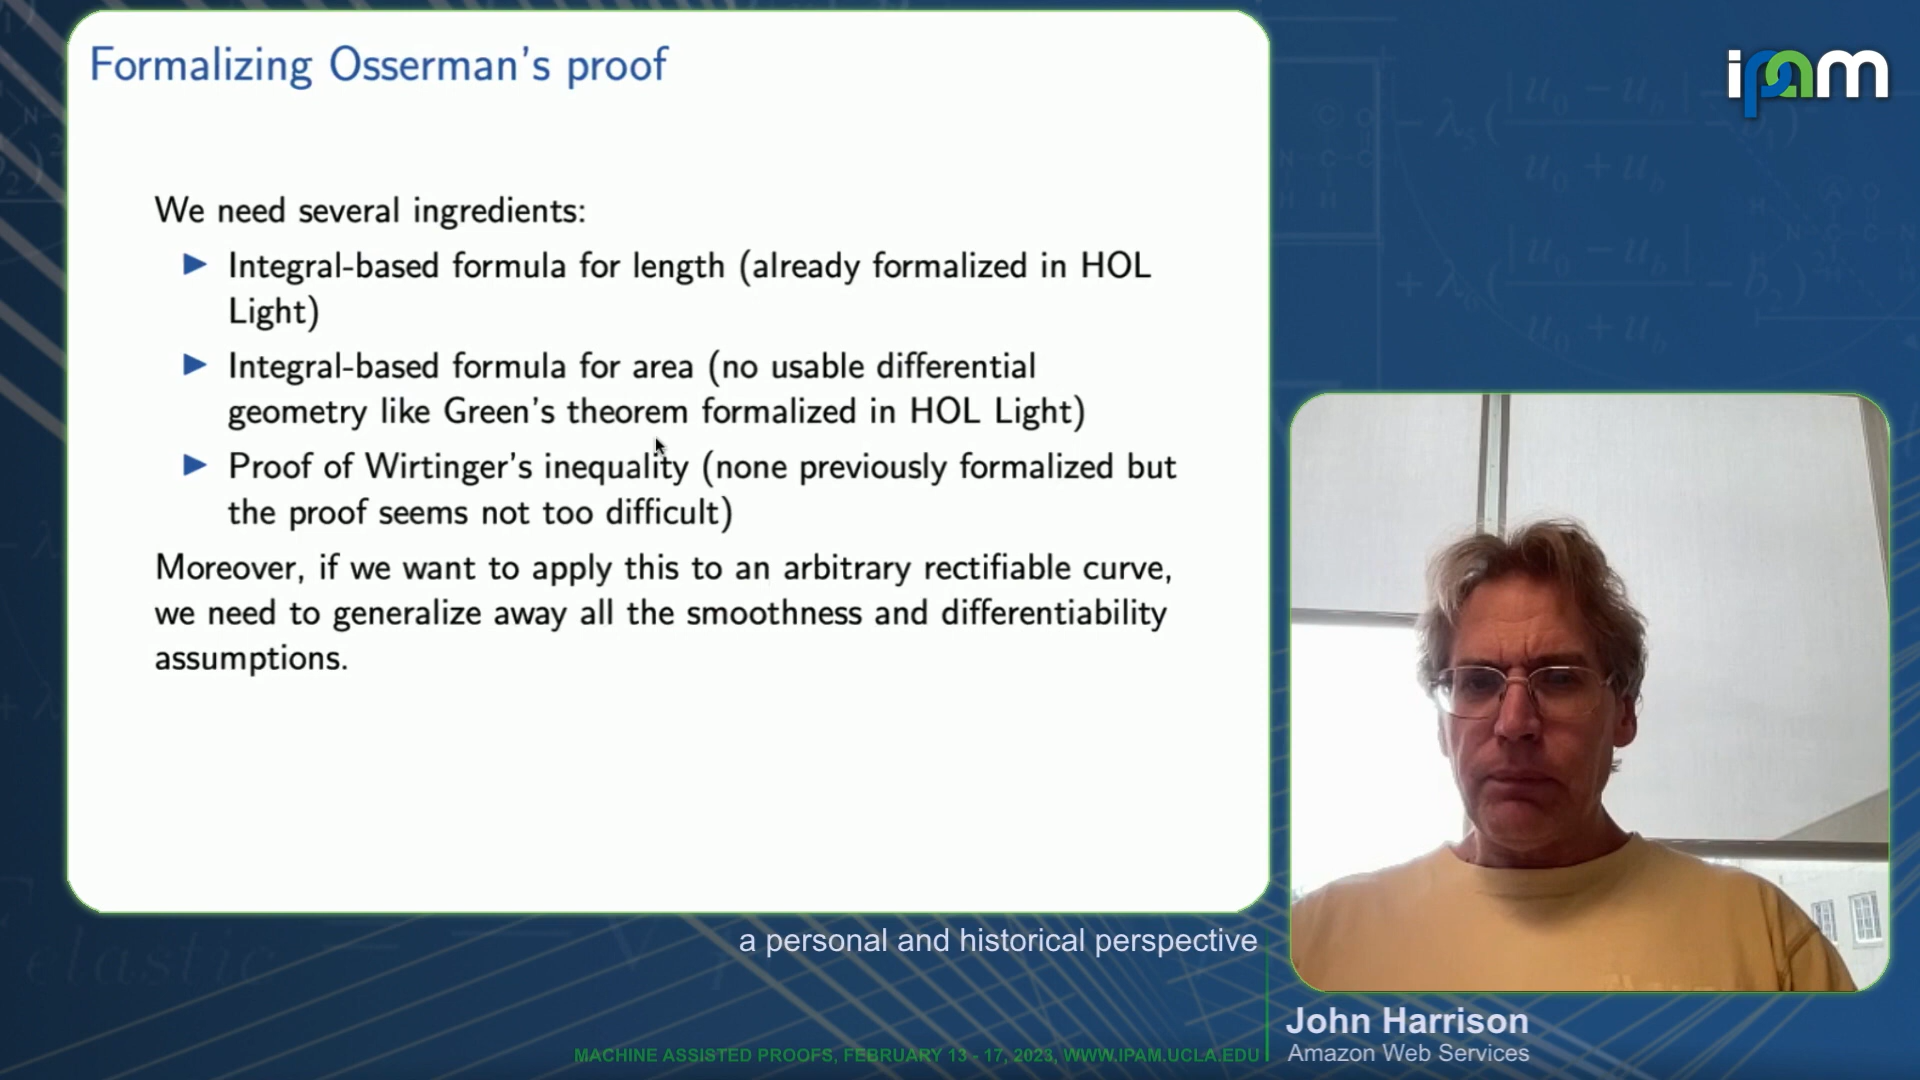 Formalizing Osserman's proof
ipam
We need several ingredients:
▶ Integral-based formula for length (already formalized in HOL
Light)
▶ Integral-based formula for area (no usable differential
geometry like Green's theorem formalized in HOL Light)
▶ Proof of Wirtinger's inequality (none previously formalized but
the proof seems not too difficult)
Moreover, if we want to apply this to an arbitrary rectifiable curve,
we need to generalize away all the smoothness and differentiability
assumptions.
a personal and historical perspective
John Harrison
Amazon Web Services
MACHINE ASSISTED PROOFS, FEBRUARY 13 - 17, 2023, WWW.IPAM.UCLA.EDU